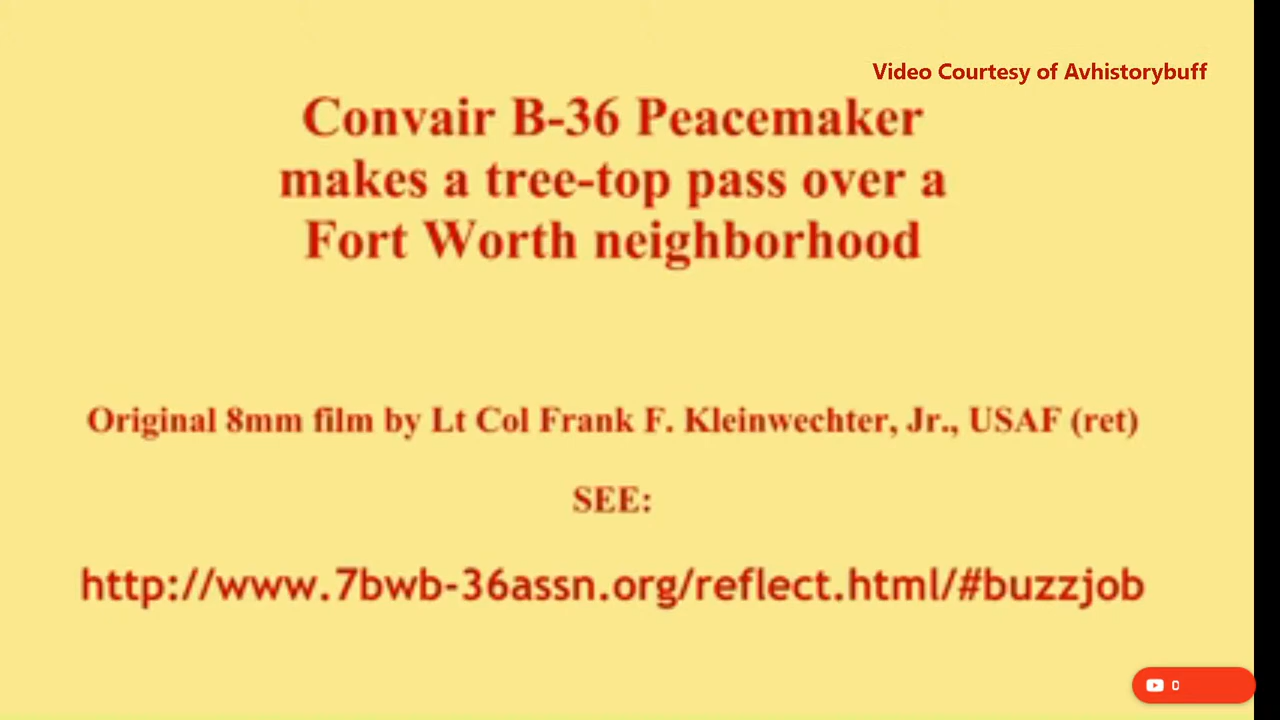 Video Courtesy of Avhistorybuff
Convair B-36 Peacemaker
makes a tree-top pass over a
Fort Worth neighborhood
Original 8mm film by Lt Col Frank F. Kleinwechter, Jr., USAF (ret)
SEE:
http://www.7bwb-36assn.org/reflect.html/#buzzjob
0